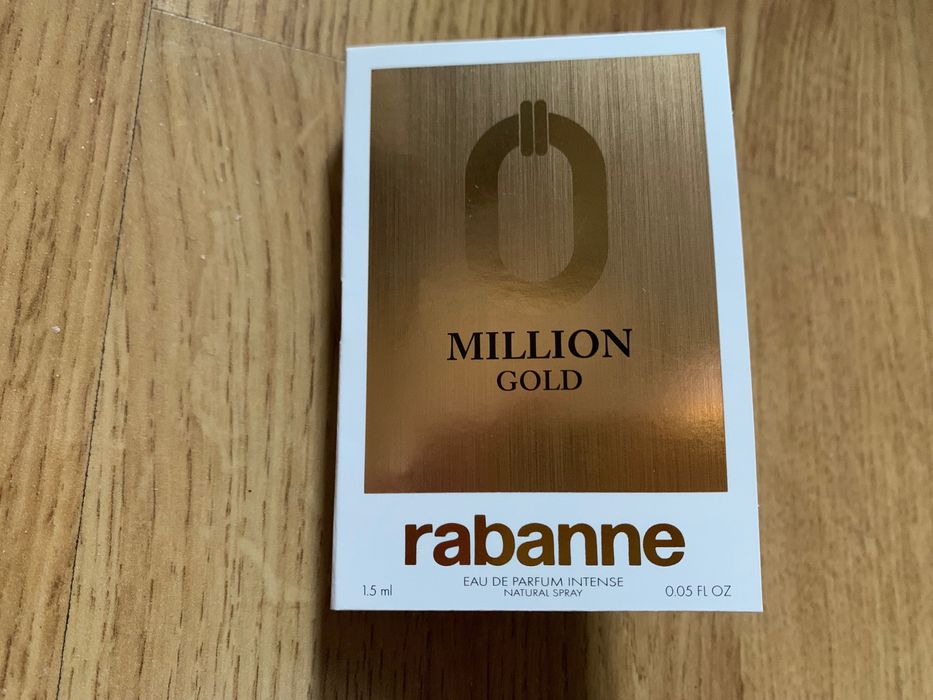 MILLION
GOLD
rabanne
EAU DE PARFUM INTENSE
1.5 ml NATURAL SPRAY 0.05 FL OZ